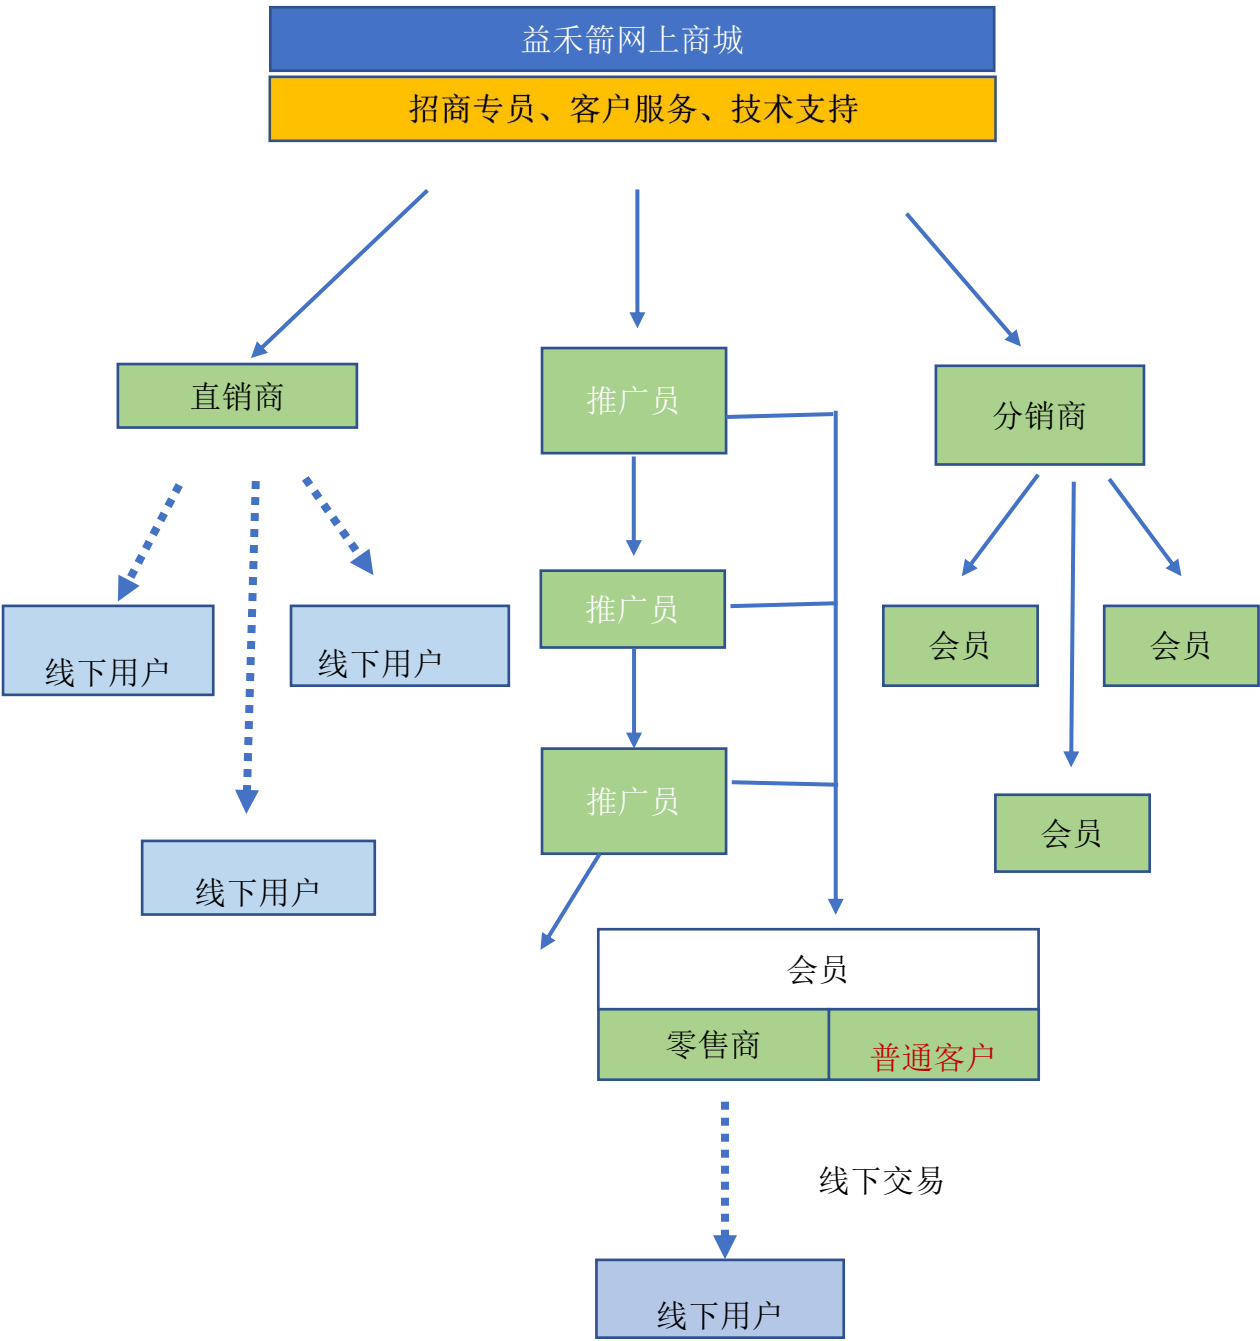 益禾箭网上商城
招商专员、客户服务、技术支持
直销商
推广员
分销商
推广员
线下用户
线下用户
会员
会员
推广员
会员
线下用户
会员
零售商
普通客户
线下交易
线下用户